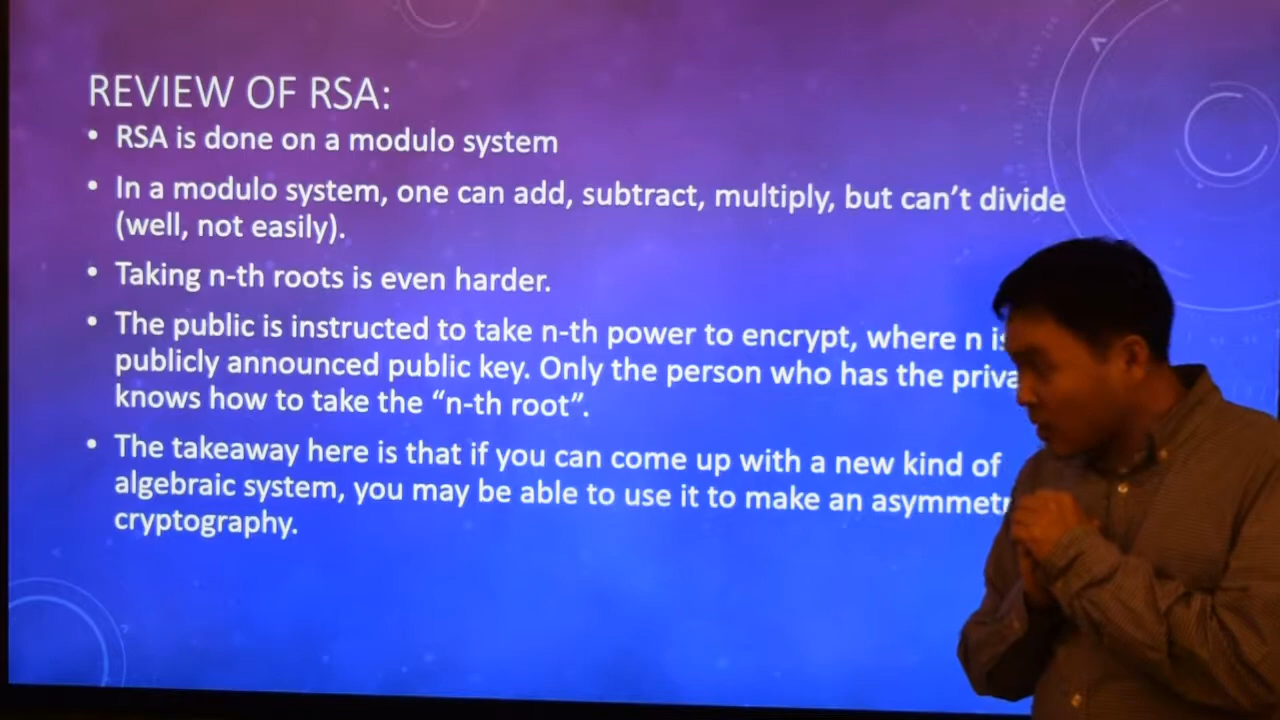 REVIEW OF RSA:
• RSA is done on a modulo system
• In a modulo system, one can add, subtract, multiply, but can't divide
(well, not easily).
• Taking n-th roots is even harder.
• The public is instructed to take n-th power to encrypt, where n is
publicly announced public key. Only the person who has the
knows how to take the “n-th root”.
• The takeaway here is that if you can come up with a new kind of
algebraic system, you may be able to use it to make an
cryptography.